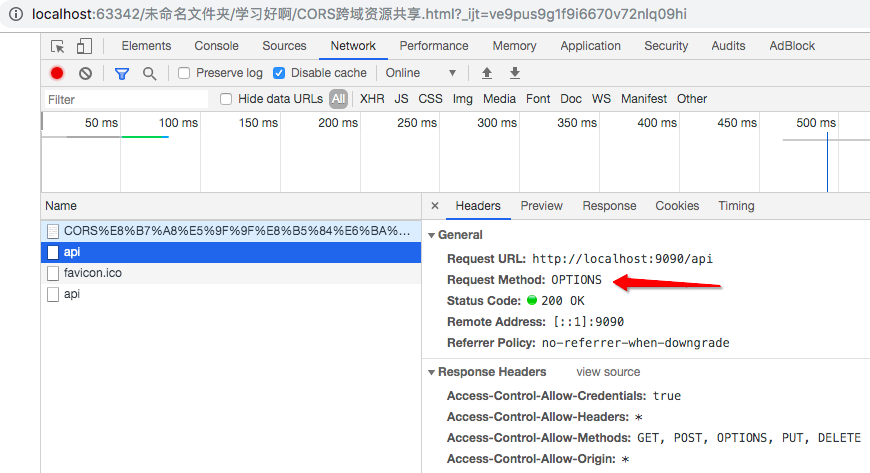 localhost:63342/未命名文件夹/学习好啊/CORS跨域资源共享.html?_ijt=ve9pus9g1f9i6670v72nlq09hi
Elements Console Sources Network Performance Memory Application Security Audits AdBlock
Preserve log Disable cache Online
Filter Hide data URLs All XHR JS CSS Img Media Font Doc WS Manifest Other
50 ms 100 ms 150 ms 200 ms 250 ms 300 ms 350 ms 400 ms 450 ms 500 ms
Name
CORS%E8%B7%A8%E5%9F%9F%E8%B5%84%E6%BA%...
api
favicon.ico
api
× Headers Preview Response Cookies Timing
General
Request URL: http://localhost:9090/api
Request Method: OPTIONS
Status Code: 200 OK
Remote Address: [::1]:9090
Referrer Policy: no-referrer-when-downgrade
Response Headers view source
Access-Control-Allow-Credentials: true
Access-Control-Allow-Headers: *
Access-Control-Allow-Methods: GET, POST, OPTIONS, PUT, DELETE
Access-Control-Allow-Origin: *